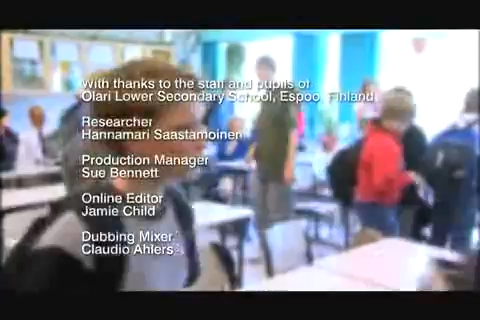 With thanks to the staff and pupils of
Olari Lower Secondary School, Espoo, Finland
Researcher
Hannamari Saastamoinen
Production Manager
Sue Bennett
Online Editor
Jamie Child
Dubbing Mixer
Claudio Ahlers